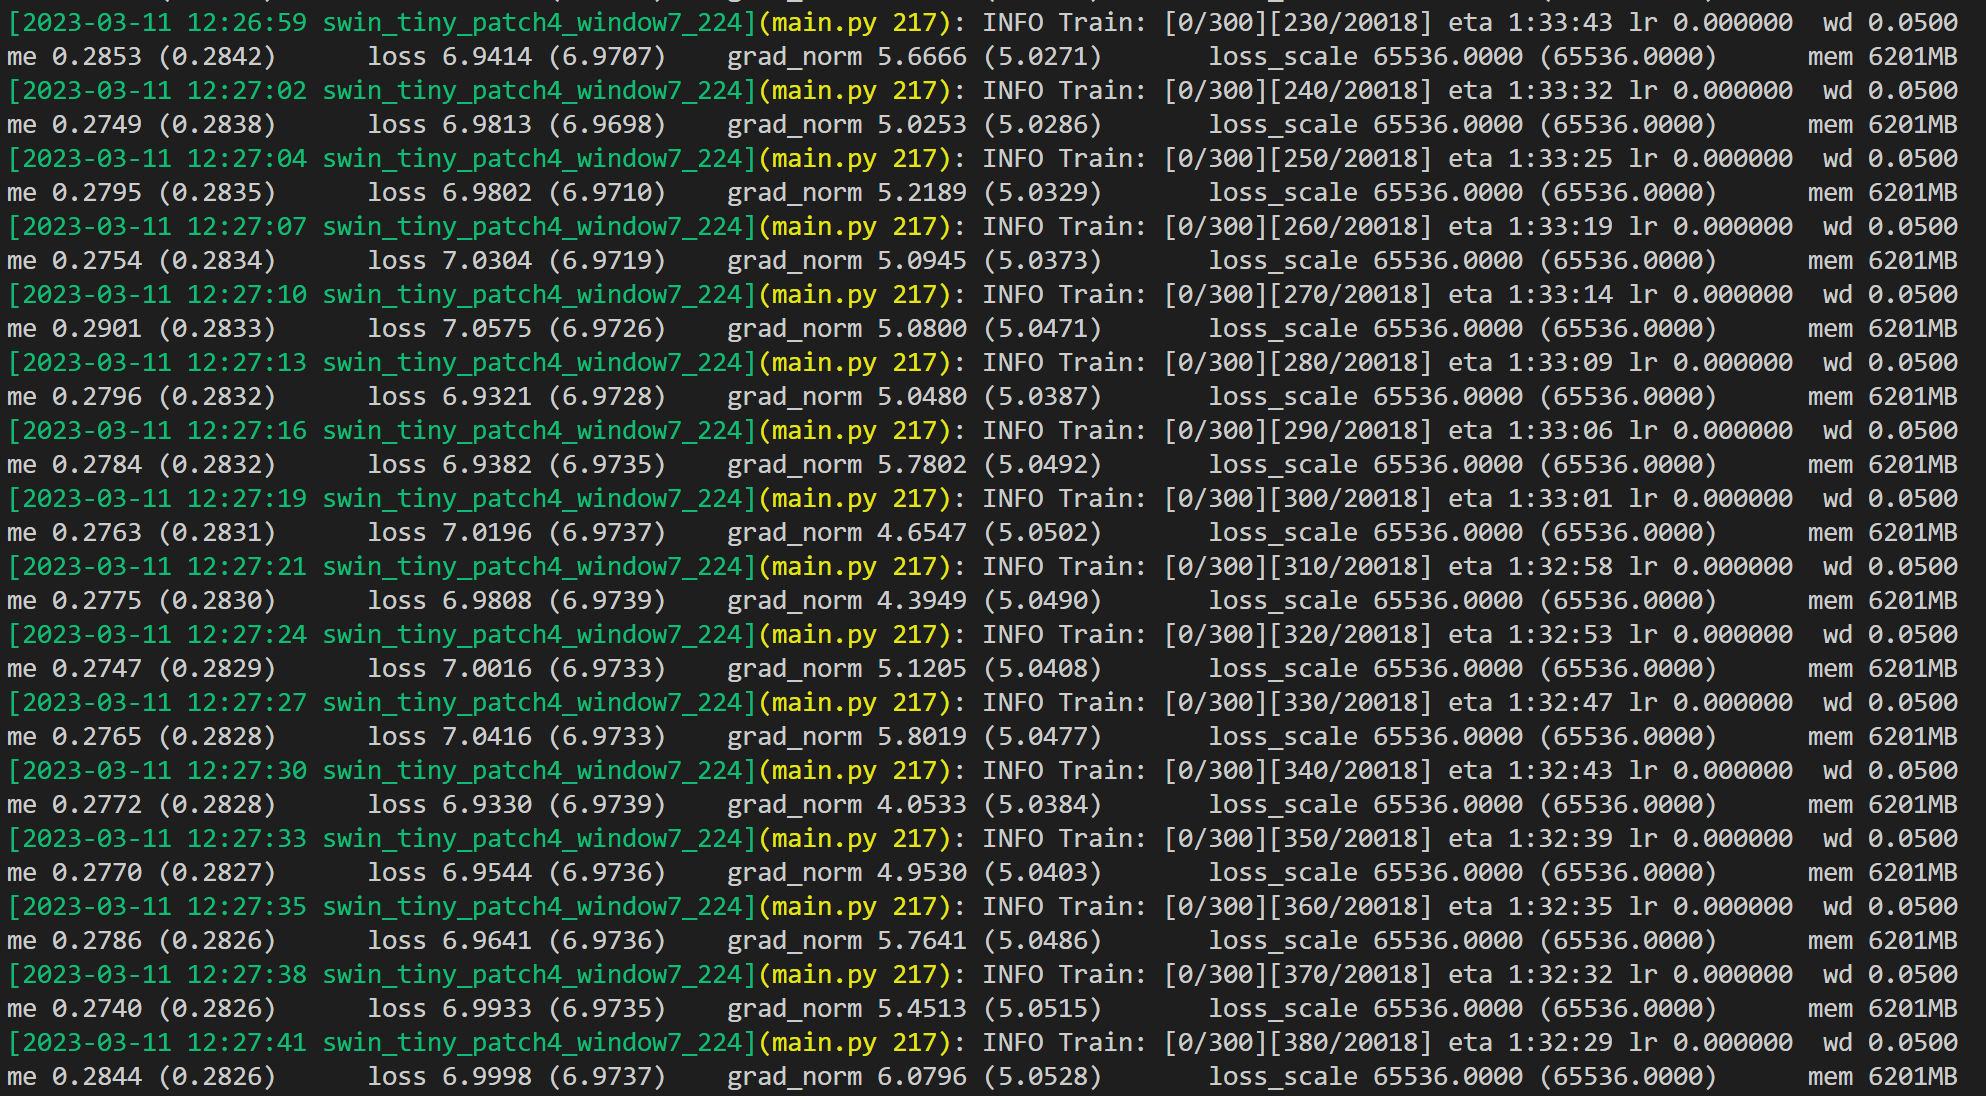 [2023-03-11 12:26:59 swin_tiny_patch4_window7_224](main.py 217): INFO Train: [0/300][230/20018] eta 1:33:43 lr 0.000000 wd 0.0500
me 0.2853 (0.2842) loss 6.9414 (6.9707) grad_norm 5.6666 (5.0271) loss_scale 65536.0000 (65536.0000) mem 6201MB
[2023-03-11 12:27:02 swin_tiny_patch4_window7_224](main.py 217): INFO Train: [0/300][240/20018] eta 1:33:32 lr 0.000000 wd 0.0500
me 0.2749 (0.2838) loss 6.9813 (6.9698) grad_norm 5.0253 (5.0286) loss_scale 65536.0000 (65536.0000) mem 6201MB
[2023-03-11 12:27:04 swin_tiny_patch4_window7_224](main.py 217): INFO Train: [0/300][250/20018] eta 1:33:25 lr 0.000000 wd 0.0500
me 0.2795 (0.2835) loss 6.9802 (6.9710) grad_norm 5.2189 (5.0329) loss_scale 65536.0000 (65536.0000) mem 6201MB
[2023-03-11 12:27:07 swin_tiny_patch4_window7_224](main.py 217): INFO Train: [0/300][260/20018] eta 1:33:19 lr 0.000000 wd 0.0500
me 0.2754 (0.2834) loss 7.0304 (6.9719) grad_norm 5.0945 (5.0373) loss_scale 65536.0000 (65536.0000) mem 6201MB
[2023-03-11 12:27:10 swin_tiny_patch4_window7_224](main.py 217): INFO Train: [0/300][270/20018] eta 1:33:14 lr 0.000000 wd 0.0500
me 0.2901 (0.2833) loss 7.0575 (6.9726) grad_norm 5.0800 (5.0471) loss_scale 65536.0000 (65536.0000) mem 6201MB
[2023-03-11 12:27:13 swin_tiny_patch4_window7_224](main.py 217): INFO Train: [0/300][280/20018] eta 1:33:09 lr 0.000000 wd 0.0500
me 0.2796 (0.2832) loss 6.9321 (6.9728) grad_norm 5.0480 (5.0387) loss_scale 65536.0000 (65536.0000) mem 6201MB
[2023-03-11 12:27:16 swin_tiny_patch4_window7_224](main.py 217): INFO Train: [0/300][290/20018] eta 1:33:06 lr 0.000000 wd 0.0500
me 0.2784 (0.2832) loss 6.9382 (6.9735) grad_norm 5.7802 (5.0492) loss_scale 65536.0000 (65536.0000) mem 6201MB
[2023-03-11 12:27:19 swin_tiny_patch4_window7_224](main.py 217): INFO Train: [0/300][300/20018] eta 1:33:01 lr 0.000000 wd 0.0500
me 0.2763 (0.2831) loss 7.0196 (6.9737) grad_norm 4.6547 (5.0502) loss_scale 65536.0000 (65536.0000) mem 6201MB
[2023-03-11 12:27:21 swin_tiny_patch4_window7_224](main.py 217): INFO Train: [0/300][310/20018] eta 1:32:58 lr 0.000000 wd 0.0500
me 0.2775 (0.2830) loss 6.9808 (6.9739) grad_norm 4.3949 (5.0490) loss_scale 65536.0000 (65536.0000) mem 6201MB
[2023-03-11 12:27:24 swin_tiny_patch4_window7_224](main.py 217): INFO Train: [0/300][320/20018] eta 1:32:53 lr 0.000000 wd 0.0500
me 0.2747 (0.2829) loss 7.0016 (6.9733) grad_norm 5.1205 (5.0408) loss_scale 65536.0000 (65536.0000) mem 6201MB
[2023-03-11 12:27:27 swin_tiny_patch4_window7_224](main.py 217): INFO Train: [0/300][330/20018] eta 1:32:47 lr 0.000000 wd 0.0500
me 0.2765 (0.2828) loss 7.0416 (6.9733) grad_norm 5.8019 (5.0477) loss_scale 65536.0000 (65536.0000) mem 6201MB
[2023-03-11 12:27:30 swin_tiny_patch4_window7_224](main.py 217): INFO Train: [0/300][340/20018] eta 1:32:43 lr 0.000000 wd 0.0500
me 0.2772 (0.2828) loss 6.9330 (6.9739) grad_norm 4.0533 (5.0384) loss_scale 65536.0000 (65536.0000) mem 6201MB
[2023-03-11 12:27:33 swin_tiny_patch4_window7_224](main.py 217): INFO Train: [0/300][350/20018] eta 1:32:39 lr 0.000000 wd 0.0500
me 0.2770 (0.2827) loss 6.9544 (6.9736) grad_norm 4.9530 (5.0403) loss_scale 65536.0000 (65536.0000) mem 6201MB
[2023-03-11 12:27:35 swin_tiny_patch4_window7_224](main.py 217): INFO Train: [0/300][360/20018] eta 1:32:35 lr 0.000000 wd 0.0500
me 0.2786 (0.2826) loss 6.9641 (6.9736) grad_norm 5.7641 (5.0486) loss_scale 65536.0000 (65536.0000) mem 6201MB
[2023-03-11 12:27:38 swin_tiny_patch4_window7_224](main.py 217): INFO Train: [0/300][370/20018] eta 1:32:32 lr 0.000000 wd 0.0500
me 0.2740 (0.2826) loss 6.9933 (6.9735) grad_norm 5.4513 (5.0515) loss_scale 65536.0000 (65536.0000) mem 6201MB
[2023-03-11 12:27:41 swin_tiny_patch4_window7_224](main.py 217): INFO Train: [0/300][380/20018] eta 1:32:29 lr 0.000000 wd 0.0500
me 0.2844 (0.2826) loss 6.9998 (6.9737) grad_norm 6.0796 (5.0528) loss_scale 65536.0000 (65536.0000) mem 6201MB